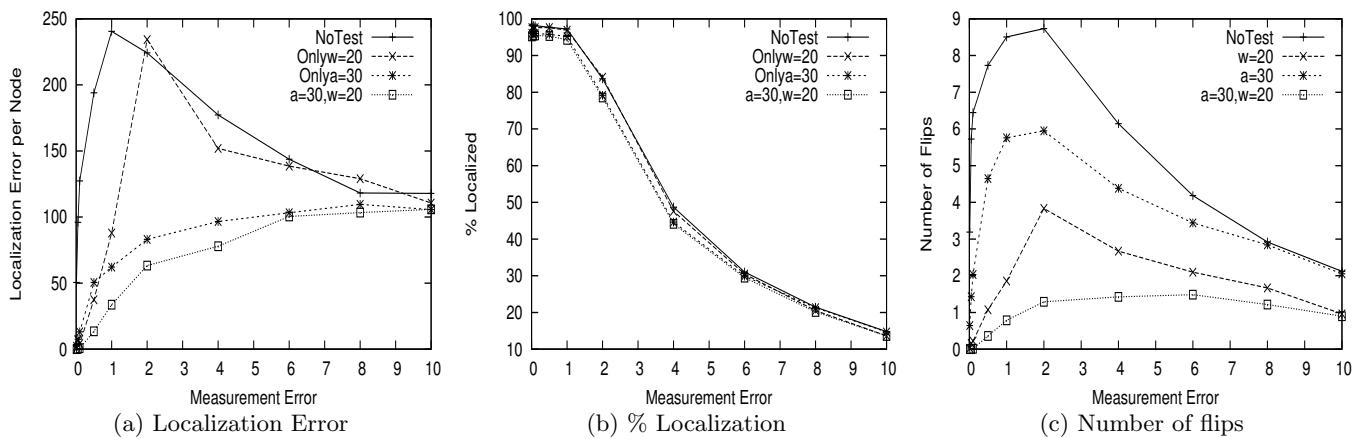 Localization Error per Node
250
200
150
100
50
0
NoTest
Onlyw=20
Onlya=30
a=30,w=20
0 1 2 3 4 5 6 7 8 9 10
Measurement Error
(a) Localization Error
% Localized
100
90
80
70
60
50
40
30
20
10
NoTest
Onlyw=20
Onlya=30
a=30,w=20
0 1 2 3 4 5 6 7 8 9 10
Measurement Error
(b) % Localization
Number of Flips
9
8
7
6
5
4
3
2
1
0
NoTest
w=20
a=30
a=30,w=20
0 1 2 3 4 5 6 7 8 9 10
Measurement Error
(c) Number of flips